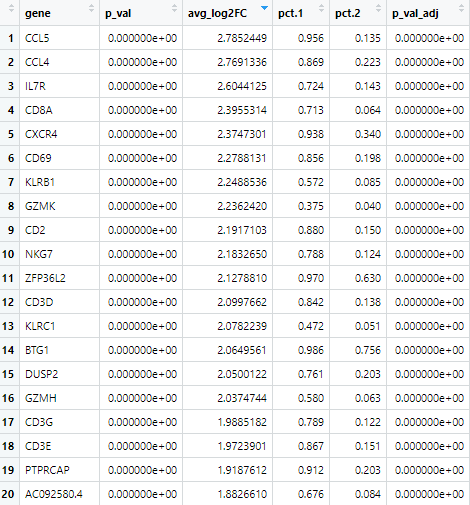 gene p_val avg_log2FC pct.1 pct.2 p_val_adj
1 CCL5 0.000000e+00 2.7852449 0.956 0.135 0.000000e+00
2 CCL4 0.000000e+00 2.7691336 0.869 0.223 0.000000e+00
3 IL7R 0.000000e+00 2.6044125 0.724 0.143 0.000000e+00
4 CD8A 0.000000e+00 2.3955314 0.713 0.064 0.000000e+00
5 CXCR4 0.000000e+00 2.3747301 0.938 0.340 0.000000e+00
6 CD69 0.000000e+00 2.2788131 0.856 0.198 0.000000e+00
7 KLRB1 0.000000e+00 2.2488536 0.572 0.085 0.000000e+00
8 GZMK 0.000000e+00 2.2362420 0.375 0.040 0.000000e+00
9 CD2 0.000000e+00 2.1917103 0.880 0.150 0.000000e+00
10 NKG7 0.000000e+00 2.1832650 0.788 0.124 0.000000e+00
11 ZFP36L2 0.000000e+00 2.1278810 0.970 0.630 0.000000e+00
12 CD3D 0.000000e+00 2.0997662 0.842 0.138 0.000000e+00
13 KLRC1 0.000000e+00 2.0782239 0.472 0.051 0.000000e+00
14 BTG1 0.000000e+00 2.0649561 0.986 0.756 0.000000e+00
15 DUSP2 0.000000e+00 2.0500122 0.761 0.203 0.000000e+00
16 GZMH 0.000000e+00 2.0374744 0.580 0.063 0.000000e+00
17 CD3G 0.000000e+00 1.9885182 0.789 0.122 0.000000e+00
18 CD3E 0.000000e+00 1.9723901 0.867 0.151 0.000000e+00
19 PTPRCAP 0.000000e+00 1.9187612 0.912 0.203 0.000000e+00
20 AC092580.4 0.000000e+00 1.8826610 0.676 0.084 0.000000e+00